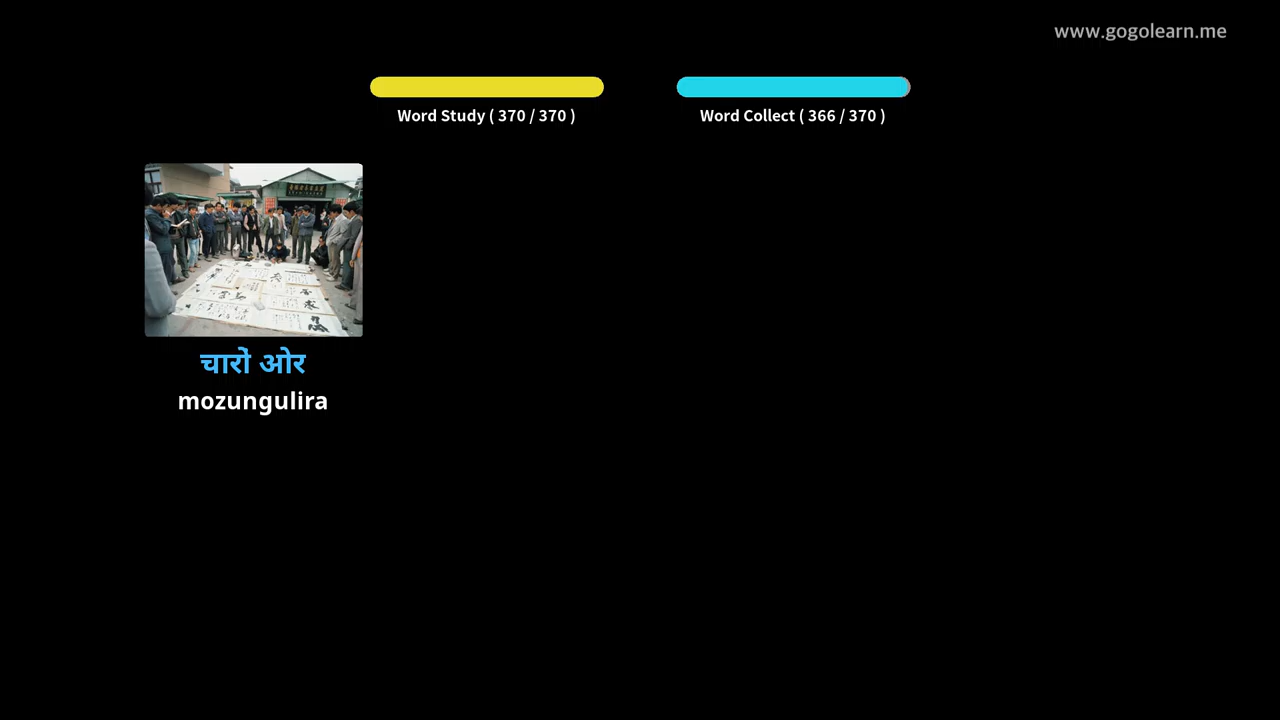 www.gogolearn.me
Word Study ( 370 / 370 )
Word Collect ( 366 / 370 )
चारों ओर
mozungulira